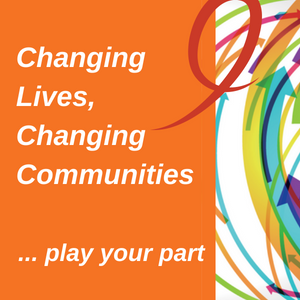 Changing
Lives,
Changing
Communities
... play your part